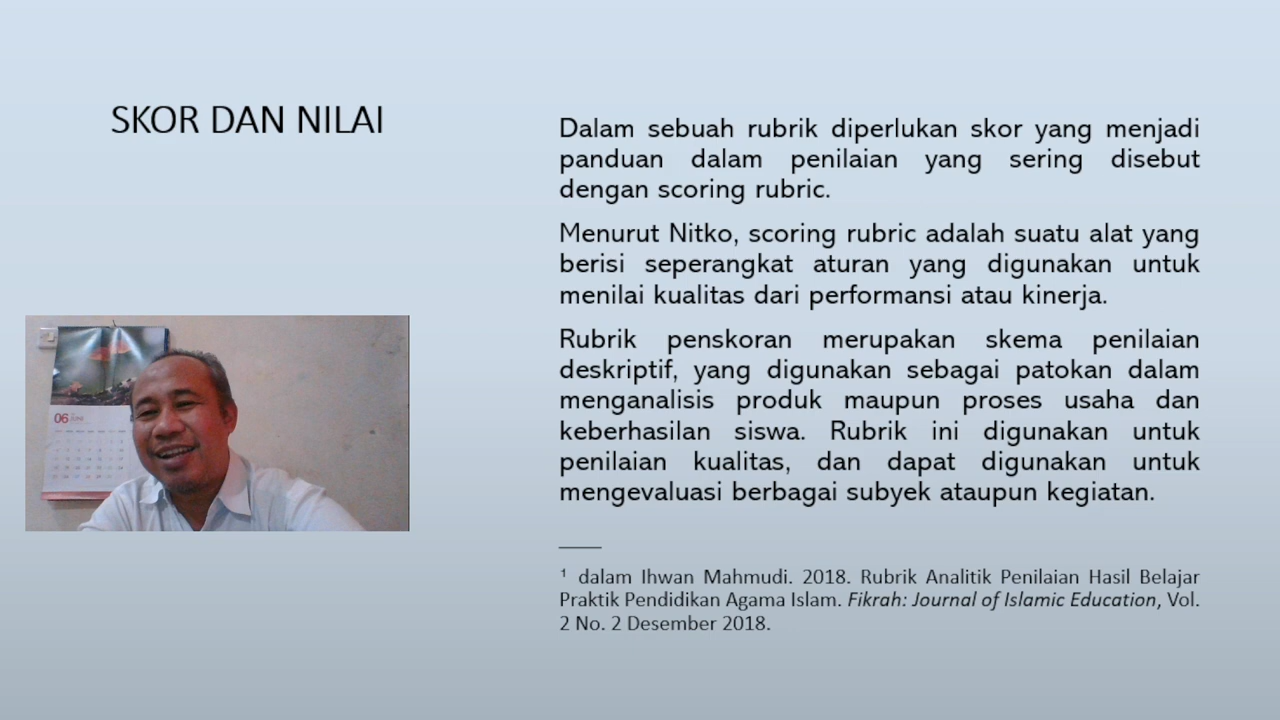 SKOR DAN NILAI
Dalam sebuah rubrik diperlukan skor yang menjadi
panduan dalam penilaian yang sering disebut
dengan scoring rubric.
Menurut Nitko, scoring rubric adalah suatu alat yang
berisi seperangkat aturan yang digunakan untuk
menilai kualitas dari performansi atau kinerja.
Rubrik penskoran merupakan skema penilaian
deskriptif, yang digunakan sebagai patokan dalam
menganalisis produk maupun proses usaha dan
keberhasilan siswa. Rubrik ini digunakan untuk
penilaian kualitas, dan dapat digunakan untuk
mengevaluasi berbagai subyek ataupun kegiatan.
¹ dalam Ihwan Mahmudi. 2018. Rubrik Analitik Penilaian Hasil Belajar
Praktik Pendidikan Agama Islam. Fikrah: Journal of Islamic Education, Vol.
2 No. 2 Desember 2018.
06 JUNI